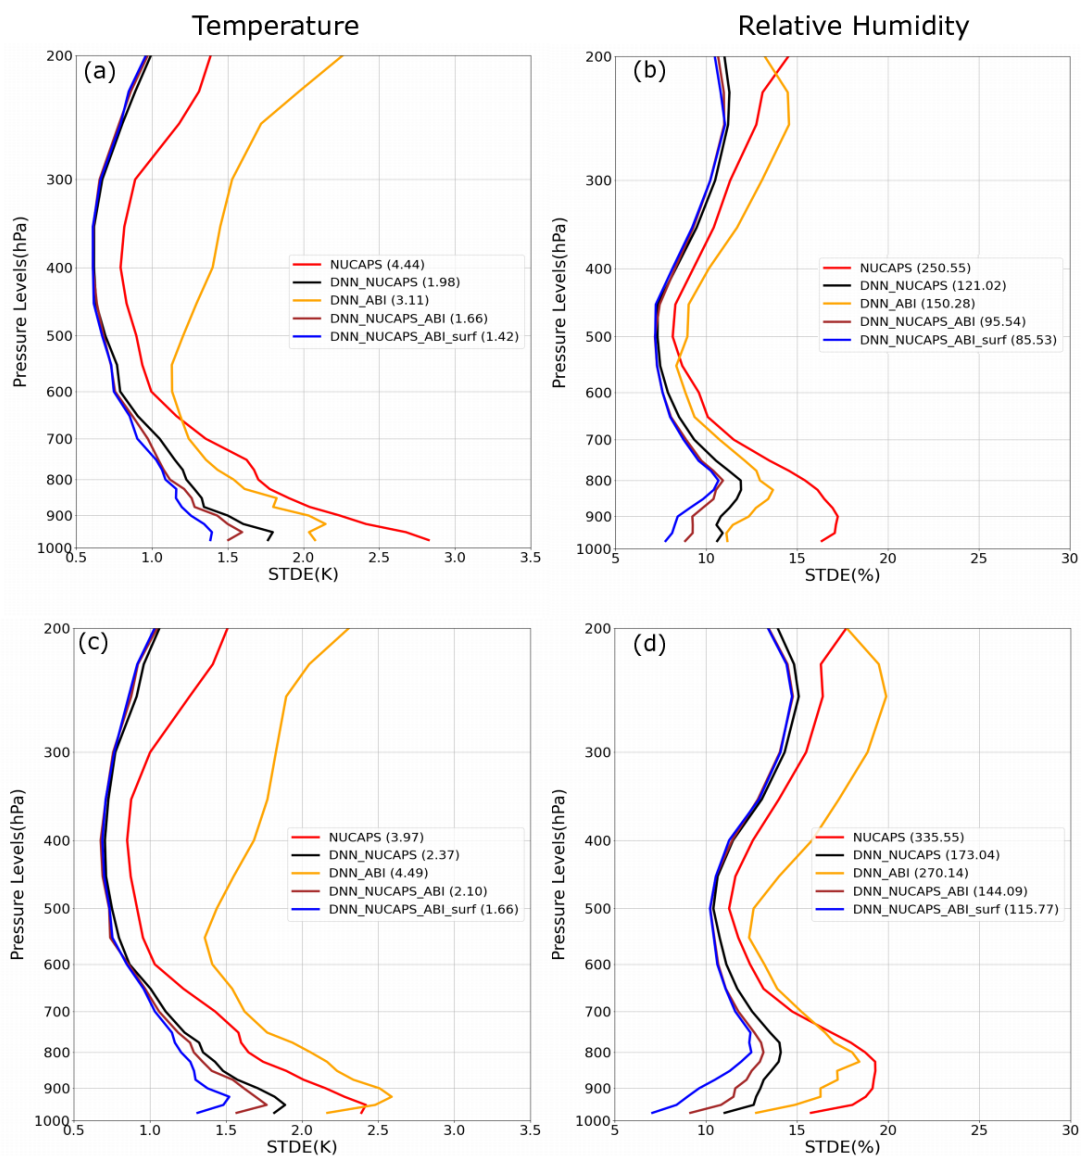 Temperature
Relative Humidity
(a)
200
300
400
500
600
700
800
900
1000
Pressure Levels(hPa)
NUCAPS (4.44)
DNN_NUCAPS (1.98)
DNN_ABI (3.11)
DNN_NUCAPS_ABI (1.66)
DNN_NUCAPS_ABI_surf (1.42)
0.5 1.0 1.5 2.0 2.5 3.0 3.5
STDE(K)
(b)
200
300
400
500
600
700
800
900
1000
Pressure Levels(hPa)
NUCAPS (250.55)
DNN_NUCAPS (121.02)
DNN_ABI (150.28)
DNN_NUCAPS_ABI (95.54)
DNN_NUCAPS_ABI_surf (85.53)
5 10 15 20 25 30
STDE(%)
(c)
200
300
400
500
600
700
800
900
1000
Pressure Levels(hPa)
NUCAPS (3.97)
DNN_NUCAPS (2.37)
DNN_ABI (4.49)
DNN_NUCAPS_ABI (2.10)
DNN_NUCAPS_ABI_surf (1.66)
0.5 1.0 1.5 2.0 2.5 3.0 3.5
STDE(K)
(d)
200
300
400
500
600
700
800
900
1000
Pressure Levels(hPa)
NUCAPS (335.55)
DNN_NUCAPS (173.04)
DNN_ABI (270.14)
DNN_NUCAPS_ABI (144.09)
DNN_NUCAPS_ABI_surf (115.77)
5 10 15 20 25 30
STDE(%)